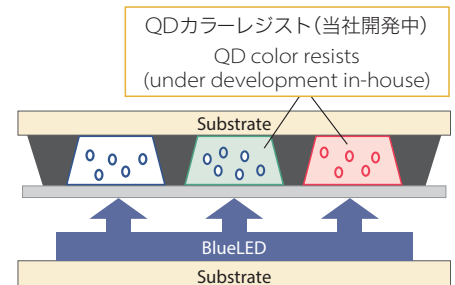 QDカラーレジスト(当社開発中)
QD color resists
(under development in-house)
Substrate
BlueLED
Substrate